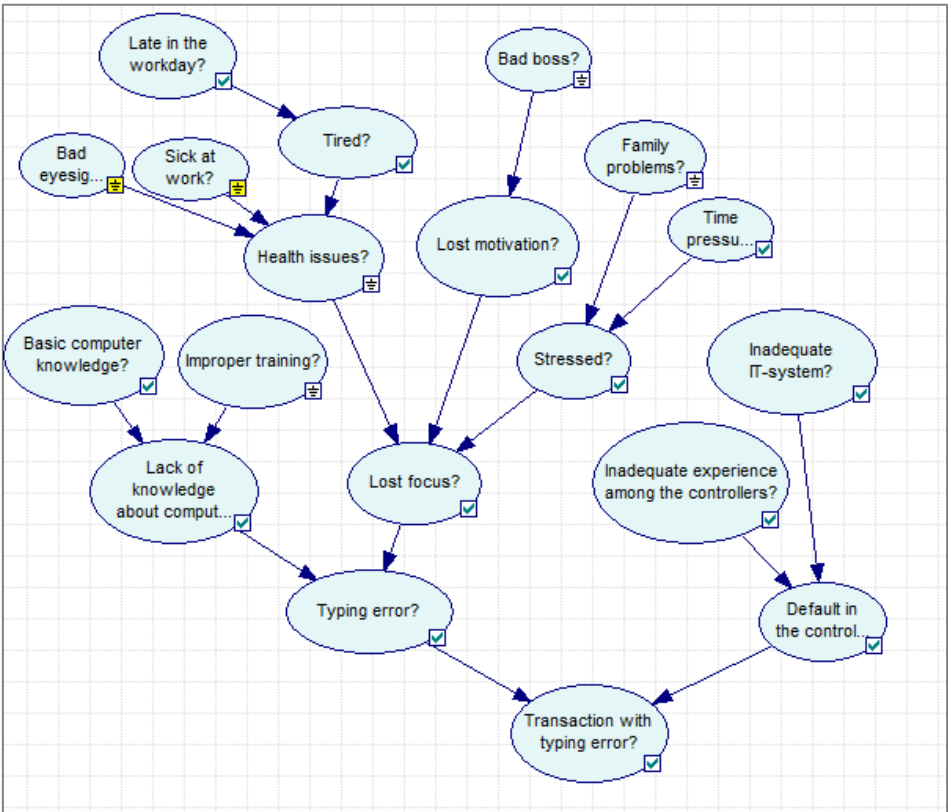 Late in the
workday?
Bad boss?
Tired?
Family
problems?
Bad
eyesig...
Sick at
work?
Time
pressu...
Health issues?
Lost motivation?
Basic computer
knowledge?
Improper training?
Stressed?
Inadequate
IT-system?
Lack of
knowledge
about comput...
Lost focus?
Inadequate experience
among the controllers?
Typing error?
Default in
the control...
Transaction with
typing error?